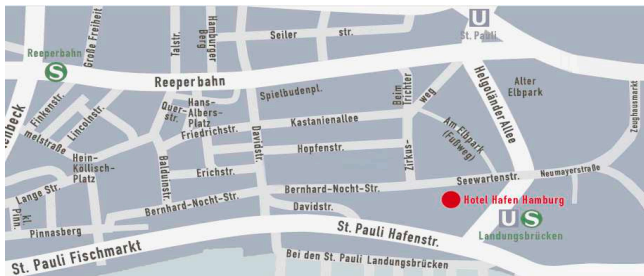 Reeperbahn
S
Große Freiheit
Talstr.
Hamburger
Berg
Seiler
str.
U
St. Pauli
Reeperbahn
Helgoländer Allee
Alter
Elbpark
Zeughausmarkt
Finkenstr.
Lincolnstr.
melstraße
Quer-
str.
Hans-
Albers-
Platz
Friedrichstr.
Spielbudenpl.
Davidstr.
Kastanienallee
Hopfenstr.
Beim
Trichter
Zirkus-
weg
Am Elbpark
(Fußweg)
Hein-
Köllisch-
Platz
Balduinstr.
Erichstr.
Bernhard-Nocht-Str.
Bernhard-Nocht-Str.
Seewartenstr.
Neumayerstraße
Lange Str.
kl.
Pinn.
Pinnasberg
Davidstr.
Hotel Hafen Hamburg
U S
Landungsbrücken
St. Pauli Fischmarkt
St. Pauli Hafenstr.
Bei den St. Pauli Landungsbrücken